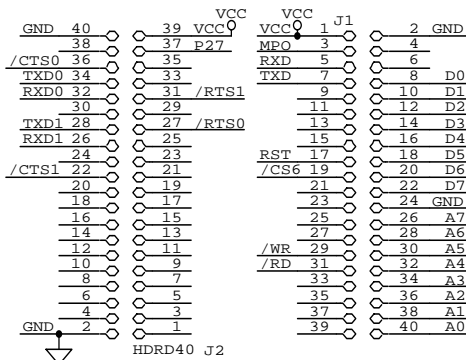 VCC VCC J1
GND 40 39 VCC VCC 1 2 GND
38 37 P27 MPO 3 4
/CTS0 36 35 RXD 5 6
TXD0 34 33 TXD 7 8 D0
RXD0 32 31 /RTS1 9 10 D1
30 29 11 12 D2
TXD1 28 27 /RTS0 13 14 D3
RXD1 26 25 15 16 D4
24 23 RST 17 18 D5
/CTS1 22 21 /CS6 19 20 D6
20 19 21 22 D7
18 17 23 24 GND
16 15 25 26 A7
14 13 27 28 A6
12 11 /WR 29 30 A5
10 9 /RD 31 32 A4
8 7 33 34 A3
6 5 35 36 A2
4 3 37 38 A1
GND 2 1 39 40 A0
HDRD40 J2